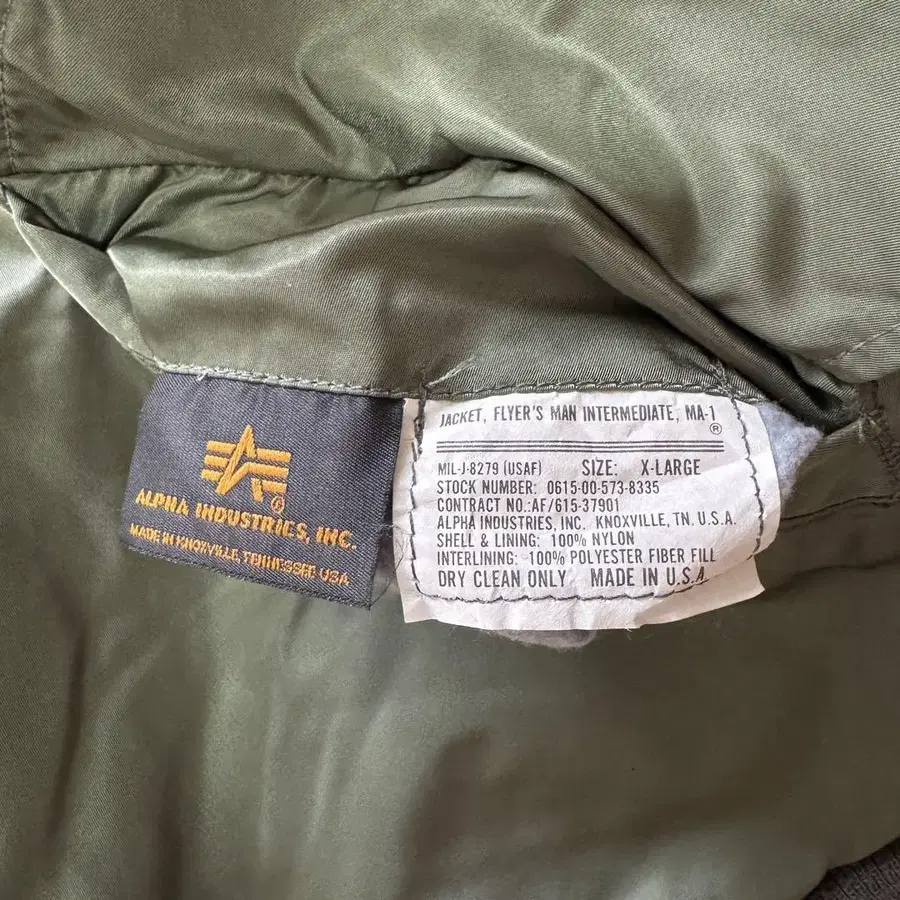 ALPHA INDUSTRIES, INC.
®
MADE IN KNOXVILLE, TENNESSEE USA
JACKET, FLYER'S MAN INTERMEDIATE, MA-1
®
MIL-J-8279 (USAF) SIZE: X-LARGE
STOCK NUMBER: 0615-00-573-8335
CONTRACT NO.:AF/615-37901
ALPHA INDUSTRIES, INC. KNOXVILLE, TN. U.S.A.
SHELL & LINING: 100% NYLON
INTERLINING: 100% POLYESTER FIBER FILL
DRY CLEAN ONLY MADE IN U.S.A.